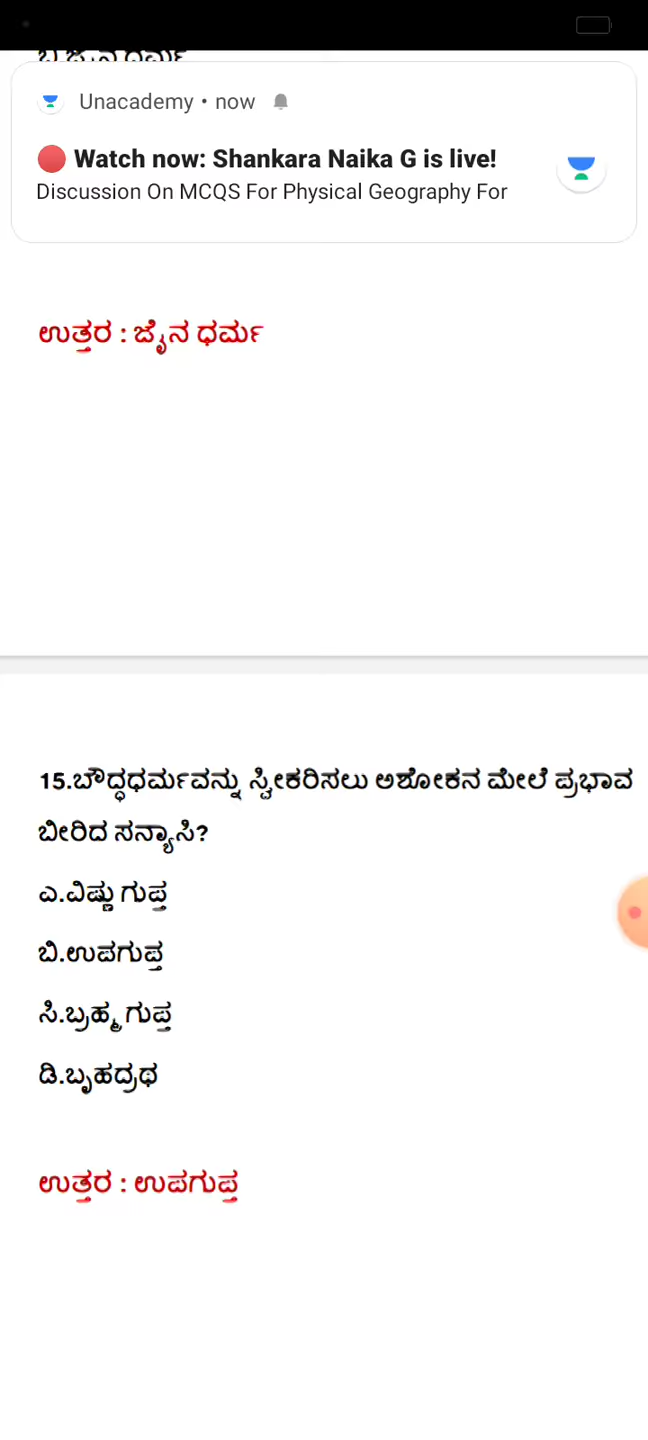 Unacademy • now
Watch now: Shankara Naika G is live!
Discussion On MCQS For Physical Geography For
ಉತ್ತರ : ಜೈನ ಧರ್ಮ
15.ಬೌದ್ಧಧರ್ಮವನ್ನು ಸ್ವೀಕರಿಸಲು ಅಶೋಕನ ಮೇಲೆ ಪ್ರಭಾವ
ಬೀರಿದ ಸನ್ಯಾಸಿ?
ಎ.ವಿಷ್ಣುಗುಪ್ತ
ಬಿ.ಉಪಗುಪ್ತ
ಸಿ.ಬ್ರಹ್ಮಗುಪ್ತ
ಡಿ.ಬೃಹದ್ರಥ
ಉತ್ತರ : ಉಪಗುಪ್ತ